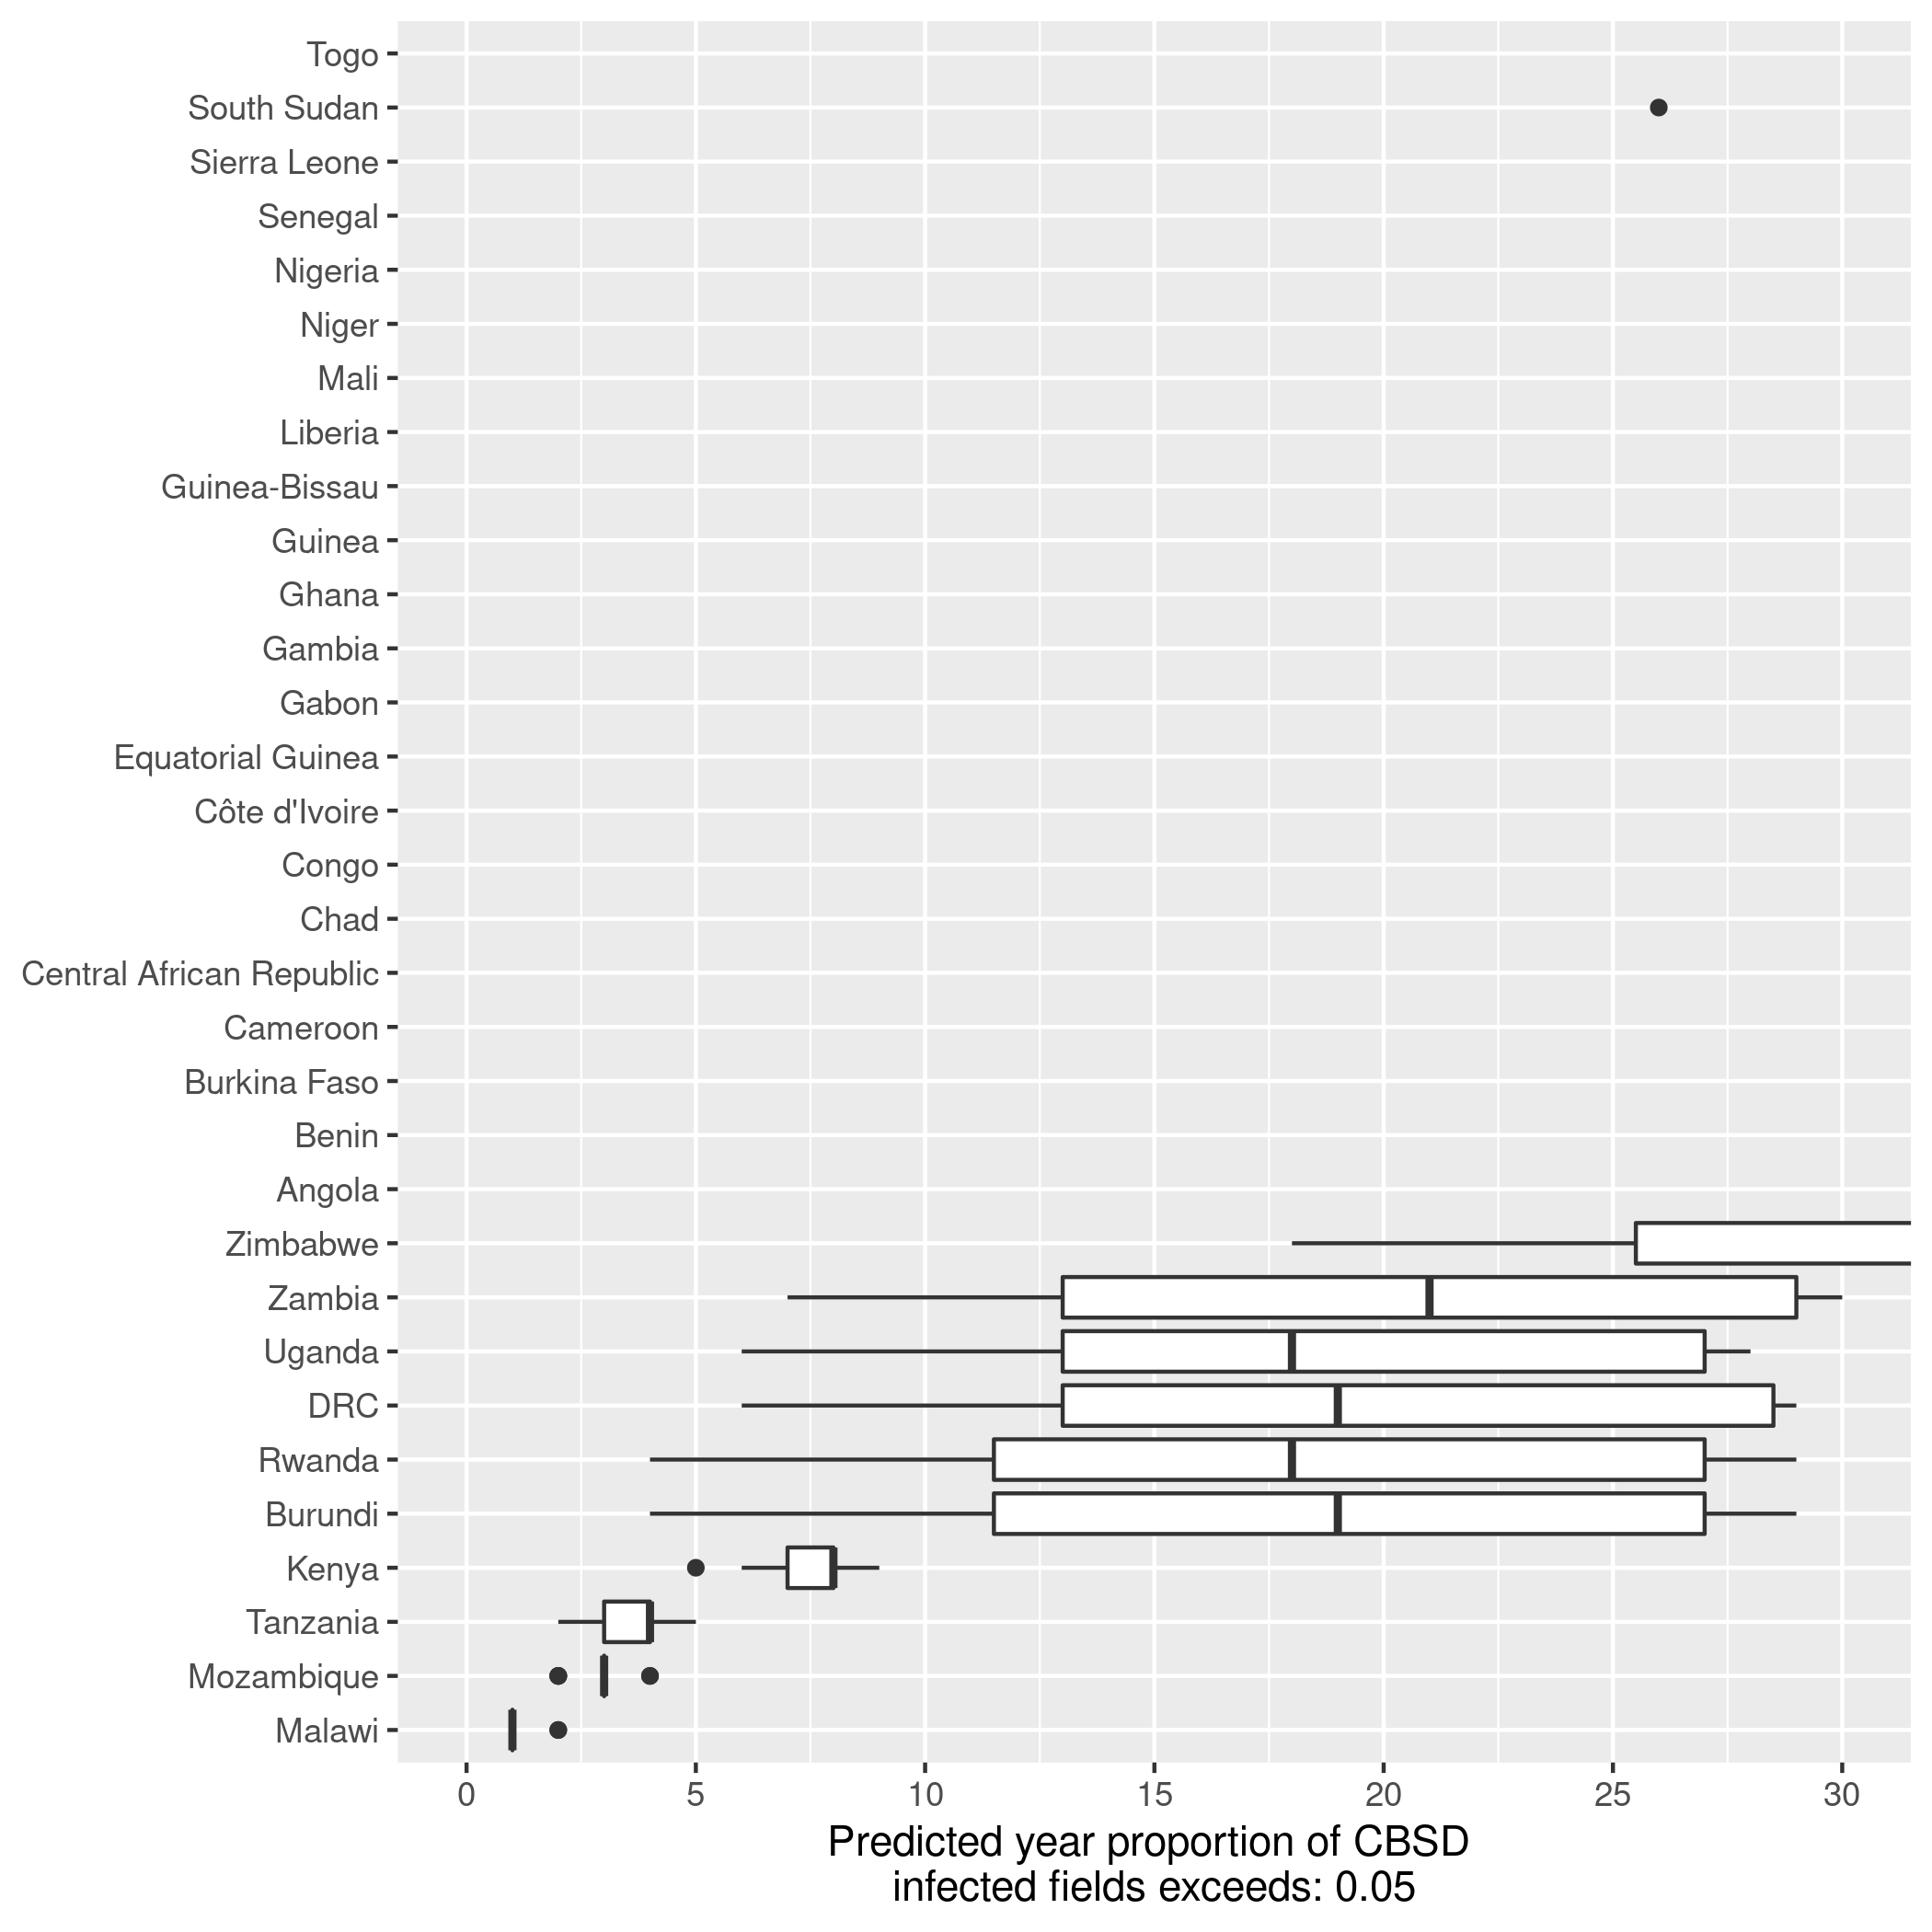 Togo
South Sudan
Sierra Leone
Senegal
Nigeria
Niger
Mali
Liberia
Guinea-Bissau
Guinea
Ghana
Gambia
Gabon
Equatorial Guinea
Côte d'Ivoire
Congo
Chad
Central African Republic
Cameroon
Burkina Faso
Benin
Angola
Zimbabwe
Zambia
Uganda
DRC
Rwanda
Burundi
Kenya
Tanzania
Mozambique
Malawi
0 5 10 15 20 25 30
Predicted year proportion of CBSD
infected fields exceeds: 0.05